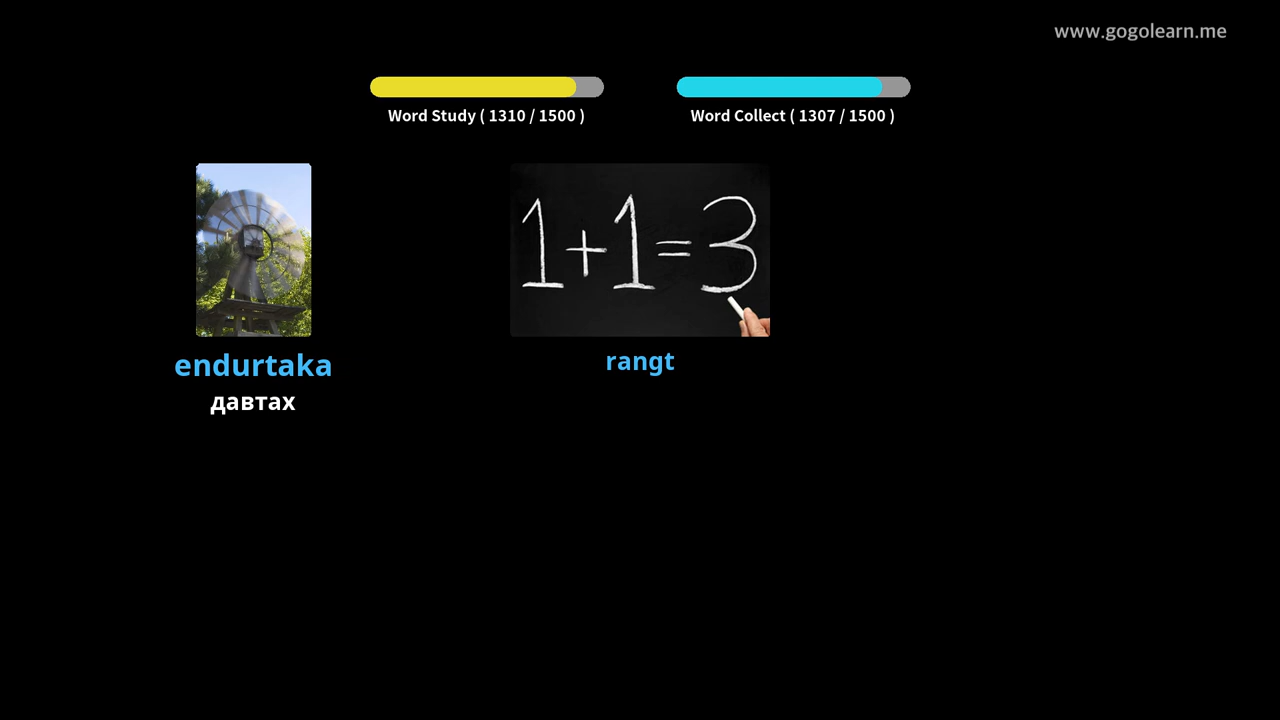 www.gogolearn.me
Word Study ( 1310 / 1500 )
Word Collect ( 1307 / 1500 )
1+1=3
endurtaka
давтах
rangt